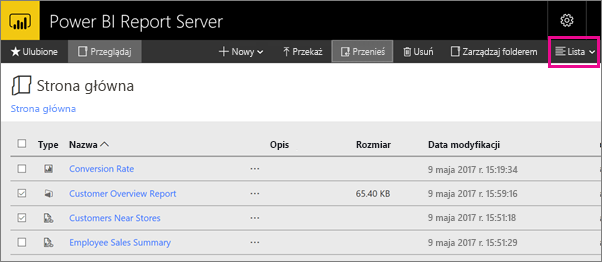 Power BI Report Server
Ulubione Przeglądaj + Nowy Przekaż Przenieś Usuń Zarządzaj folderem Lista
Strona główna
Strona główna
Type Nazwa Opis Rozmiar Data modyfikacji
Conversion Rate ... 9 maja 2017 r. 15:19:34
Customer Overview Report ... 65.40 KB 9 maja 2017 r. 15:59:16
Customers Near Stores ... 9 maja 2017 r. 15:51:18
Employee Sales Summary ... 9 maja 2017 r. 15:51:29